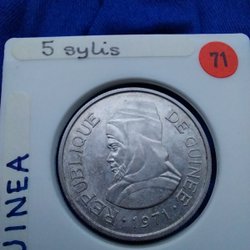 5 sylis
71
REPUBLIQUE DE GUINEE
· 1971 ·
UINEA